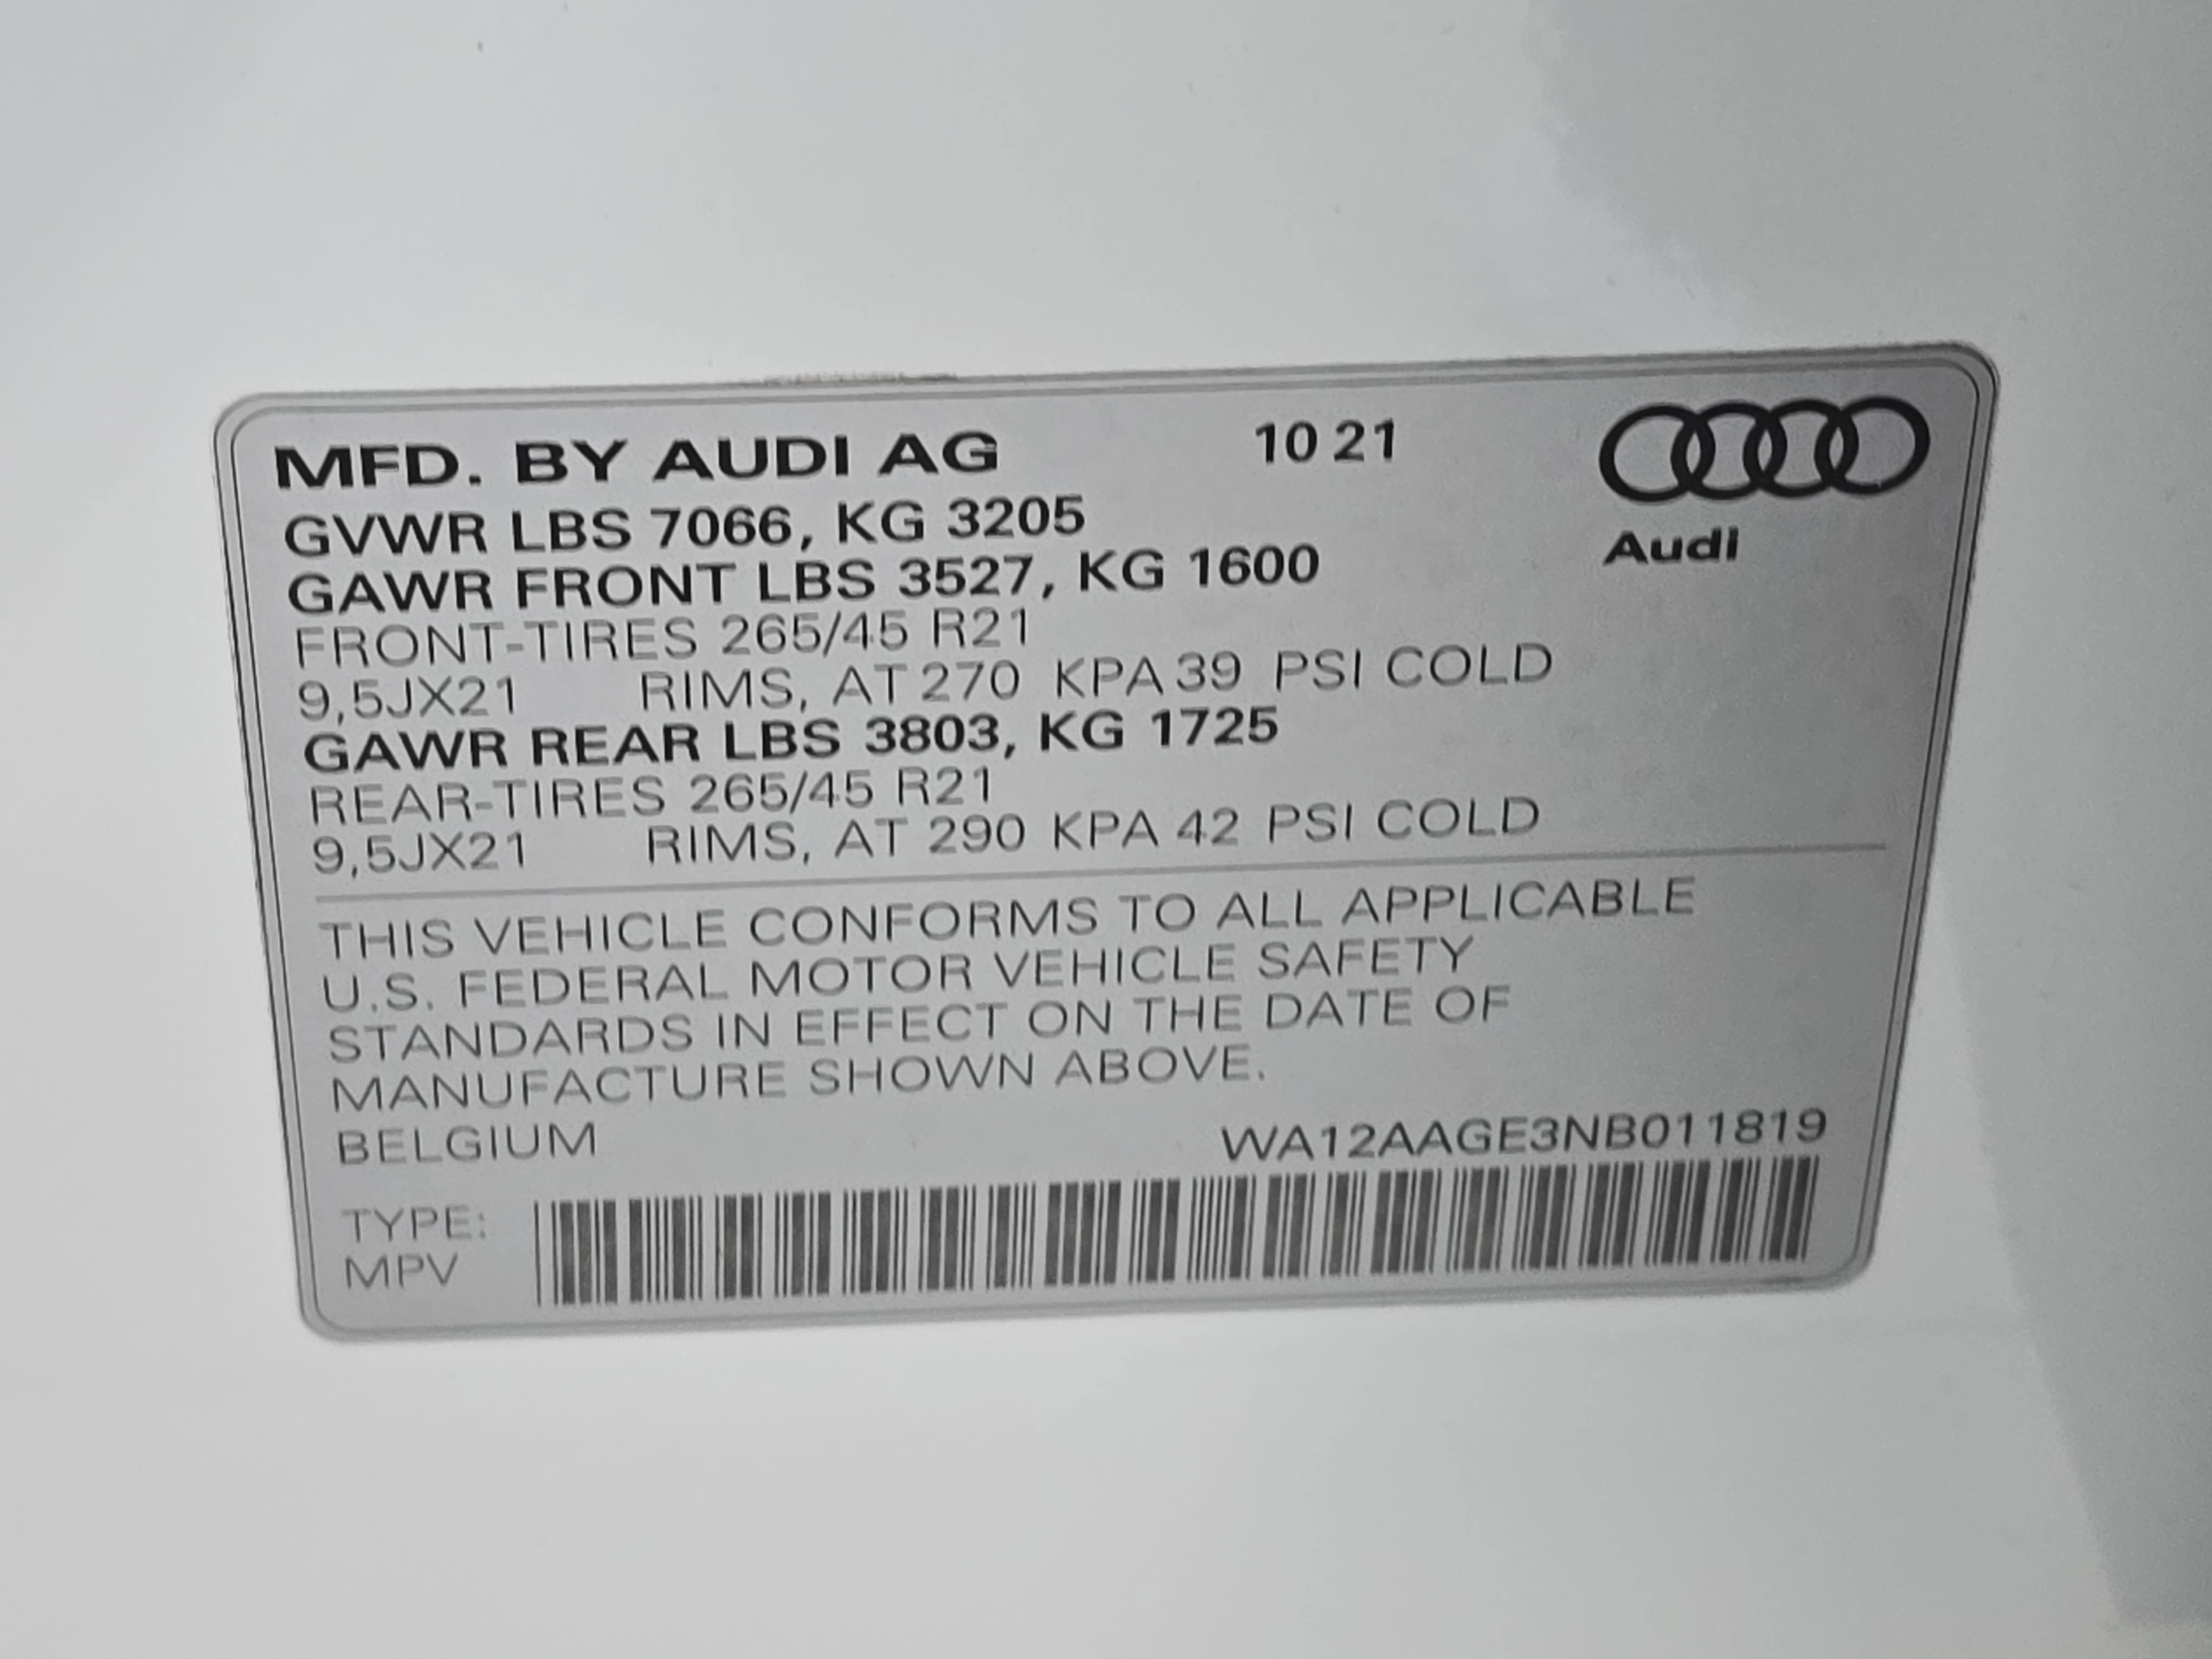 MFD. BY AUDI AG 10 21
GVWR LBS 7066, KG 3205
Audi
GAWR FRONT LBS 3527, KG 1600
FRONT-TIRES 265/45 R21
9,5JX21 RIMS, AT 270 KPA 39 PSI COLD
GAWR REAR LBS 3803, KG 1725
REAR-TIRES 265/45 R21
9,5JX21 RIMS, AT 290 KPA 42 PSI COLD
THIS VEHICLE CONFORMS TO ALL APPLICABLE
U.S. FEDERAL MOTOR VEHICLE SAFETY
STANDARDS IN EFFECT ON THE DATE OF
MANUFACTURE SHOWN ABOVE.
BELGIUM WA12AAGE3NB011819
TYPE:
MPV